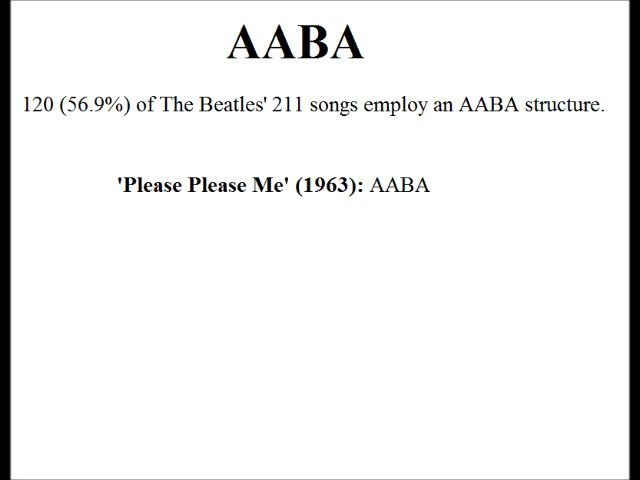 AABA
120 (56.9%) of The Beatles' 211 songs employ an AABA structure.
'Please Please Me' (1963): AABA